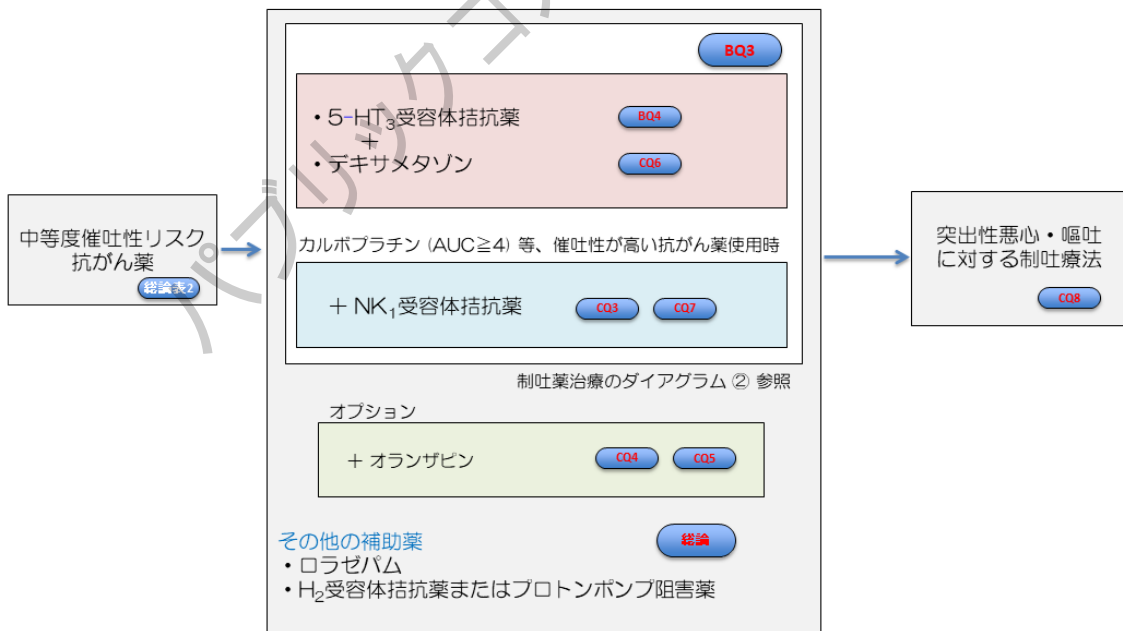 BQ3
・5-HT3受容体拮抗薬
BQ4
+
・デキサメタゾン
CQ6
中等度催吐性リスク
抗がん薬
総論表2
カルボプラチン (AUC≧4) 等、催吐性が高い抗がん薬使用時
+ NK1受容体拮抗薬
CQ3
CQ7
制吐薬治療のダイアグラム ② 参照
オプション
+ オランザピン
CQ4
CQ5
その他の補助薬
総論
・ロラゼパム
・H2受容体拮抗薬またはプロトンポンプ阻害薬
突出性悪心・嘔吐
に対する制吐療法
CQ8
パブリックコ